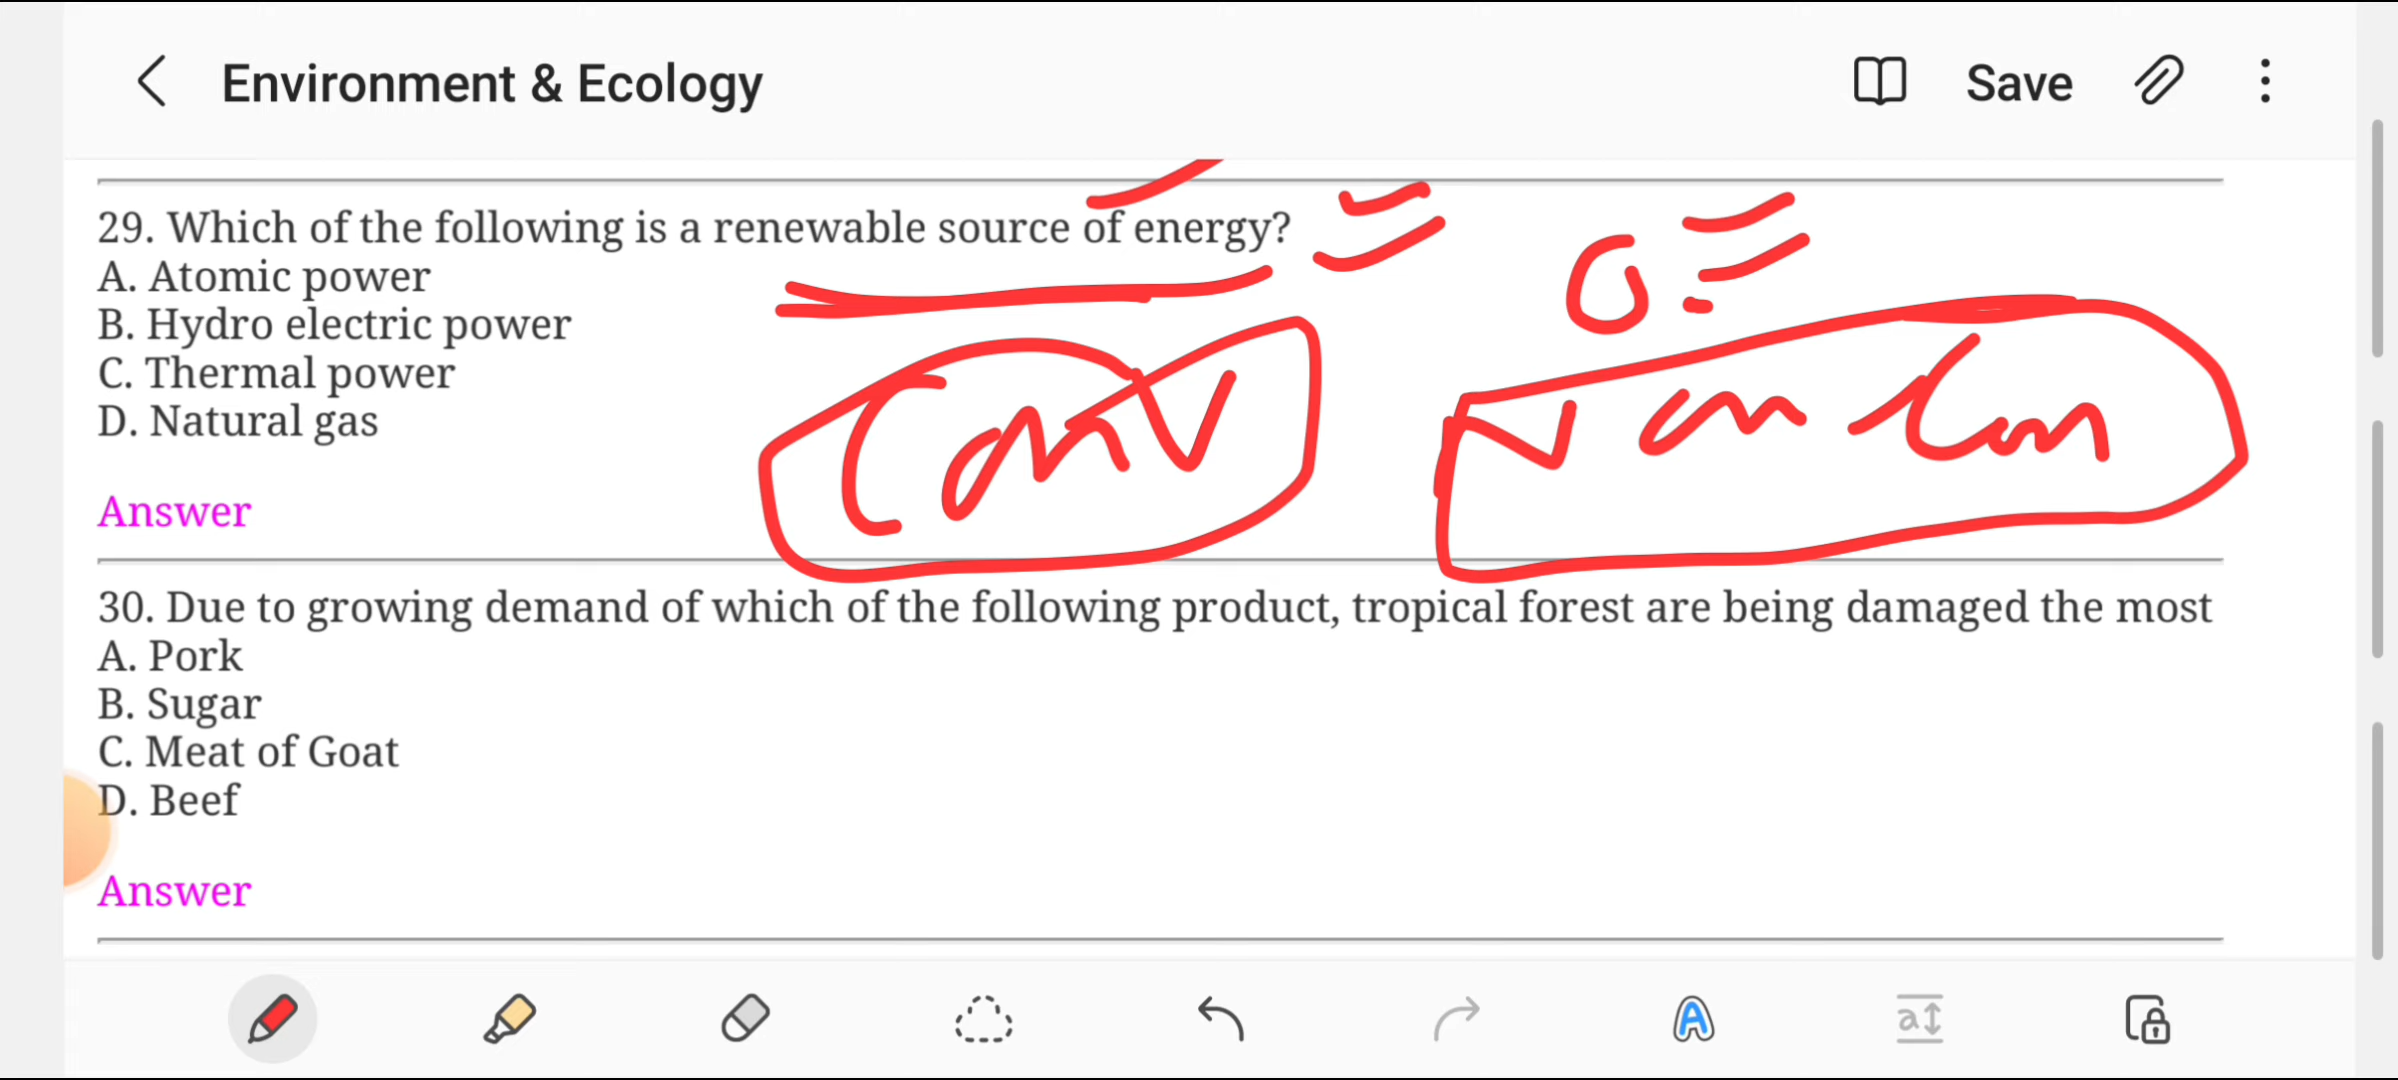 Environment & Ecology
Save
29. Which of the following is a renewable source of energy?
A. Atomic power
B. Hydro electric power
C. Thermal power
D. Natural gas
Conv
Answer
30. Due to growing demand of which of the following product, tropical forest are being damaged the most
A. Pork
B. Sugar
C. Meat of Goat
D. Beef
Answer